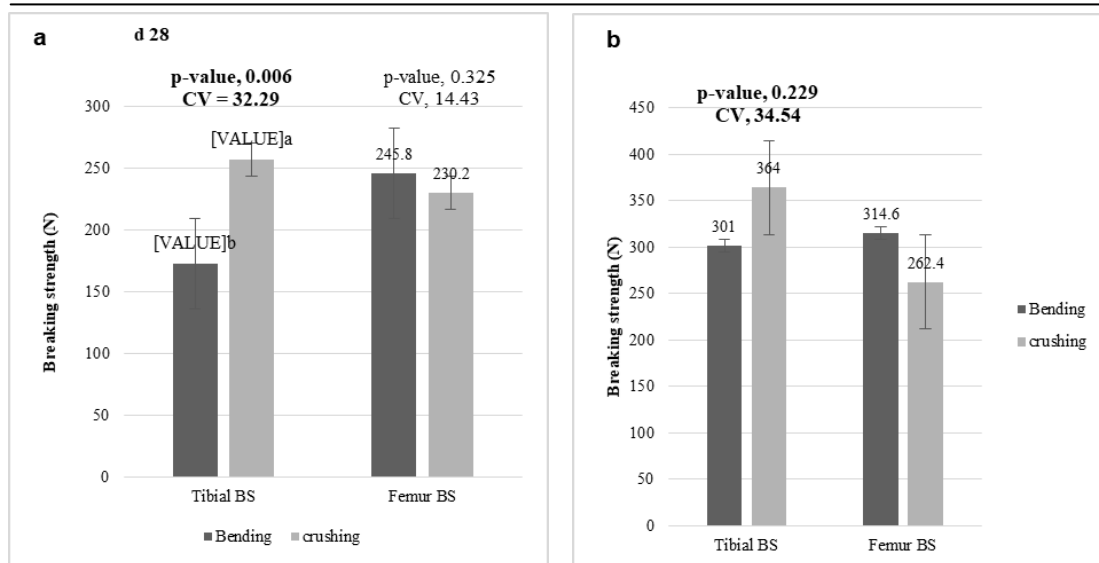 a
d 28
p-value, 0.006
CV = 32.29
p-value, 0.325
CV, 14.43
Breaking strength (N)
300
250
200
150
100
50
0
[VALUE]b
[VALUE]a
245.8
230.2
Tibial BS
Femur BS
Bending
crushing
b
p-value, 0.229
CV, 34.54
Breaking strength (N)
450
400
350
300
250
200
150
100
50
0
301
364
314.6
262.4
Tibial BS
Femur BS
Bending
crushing